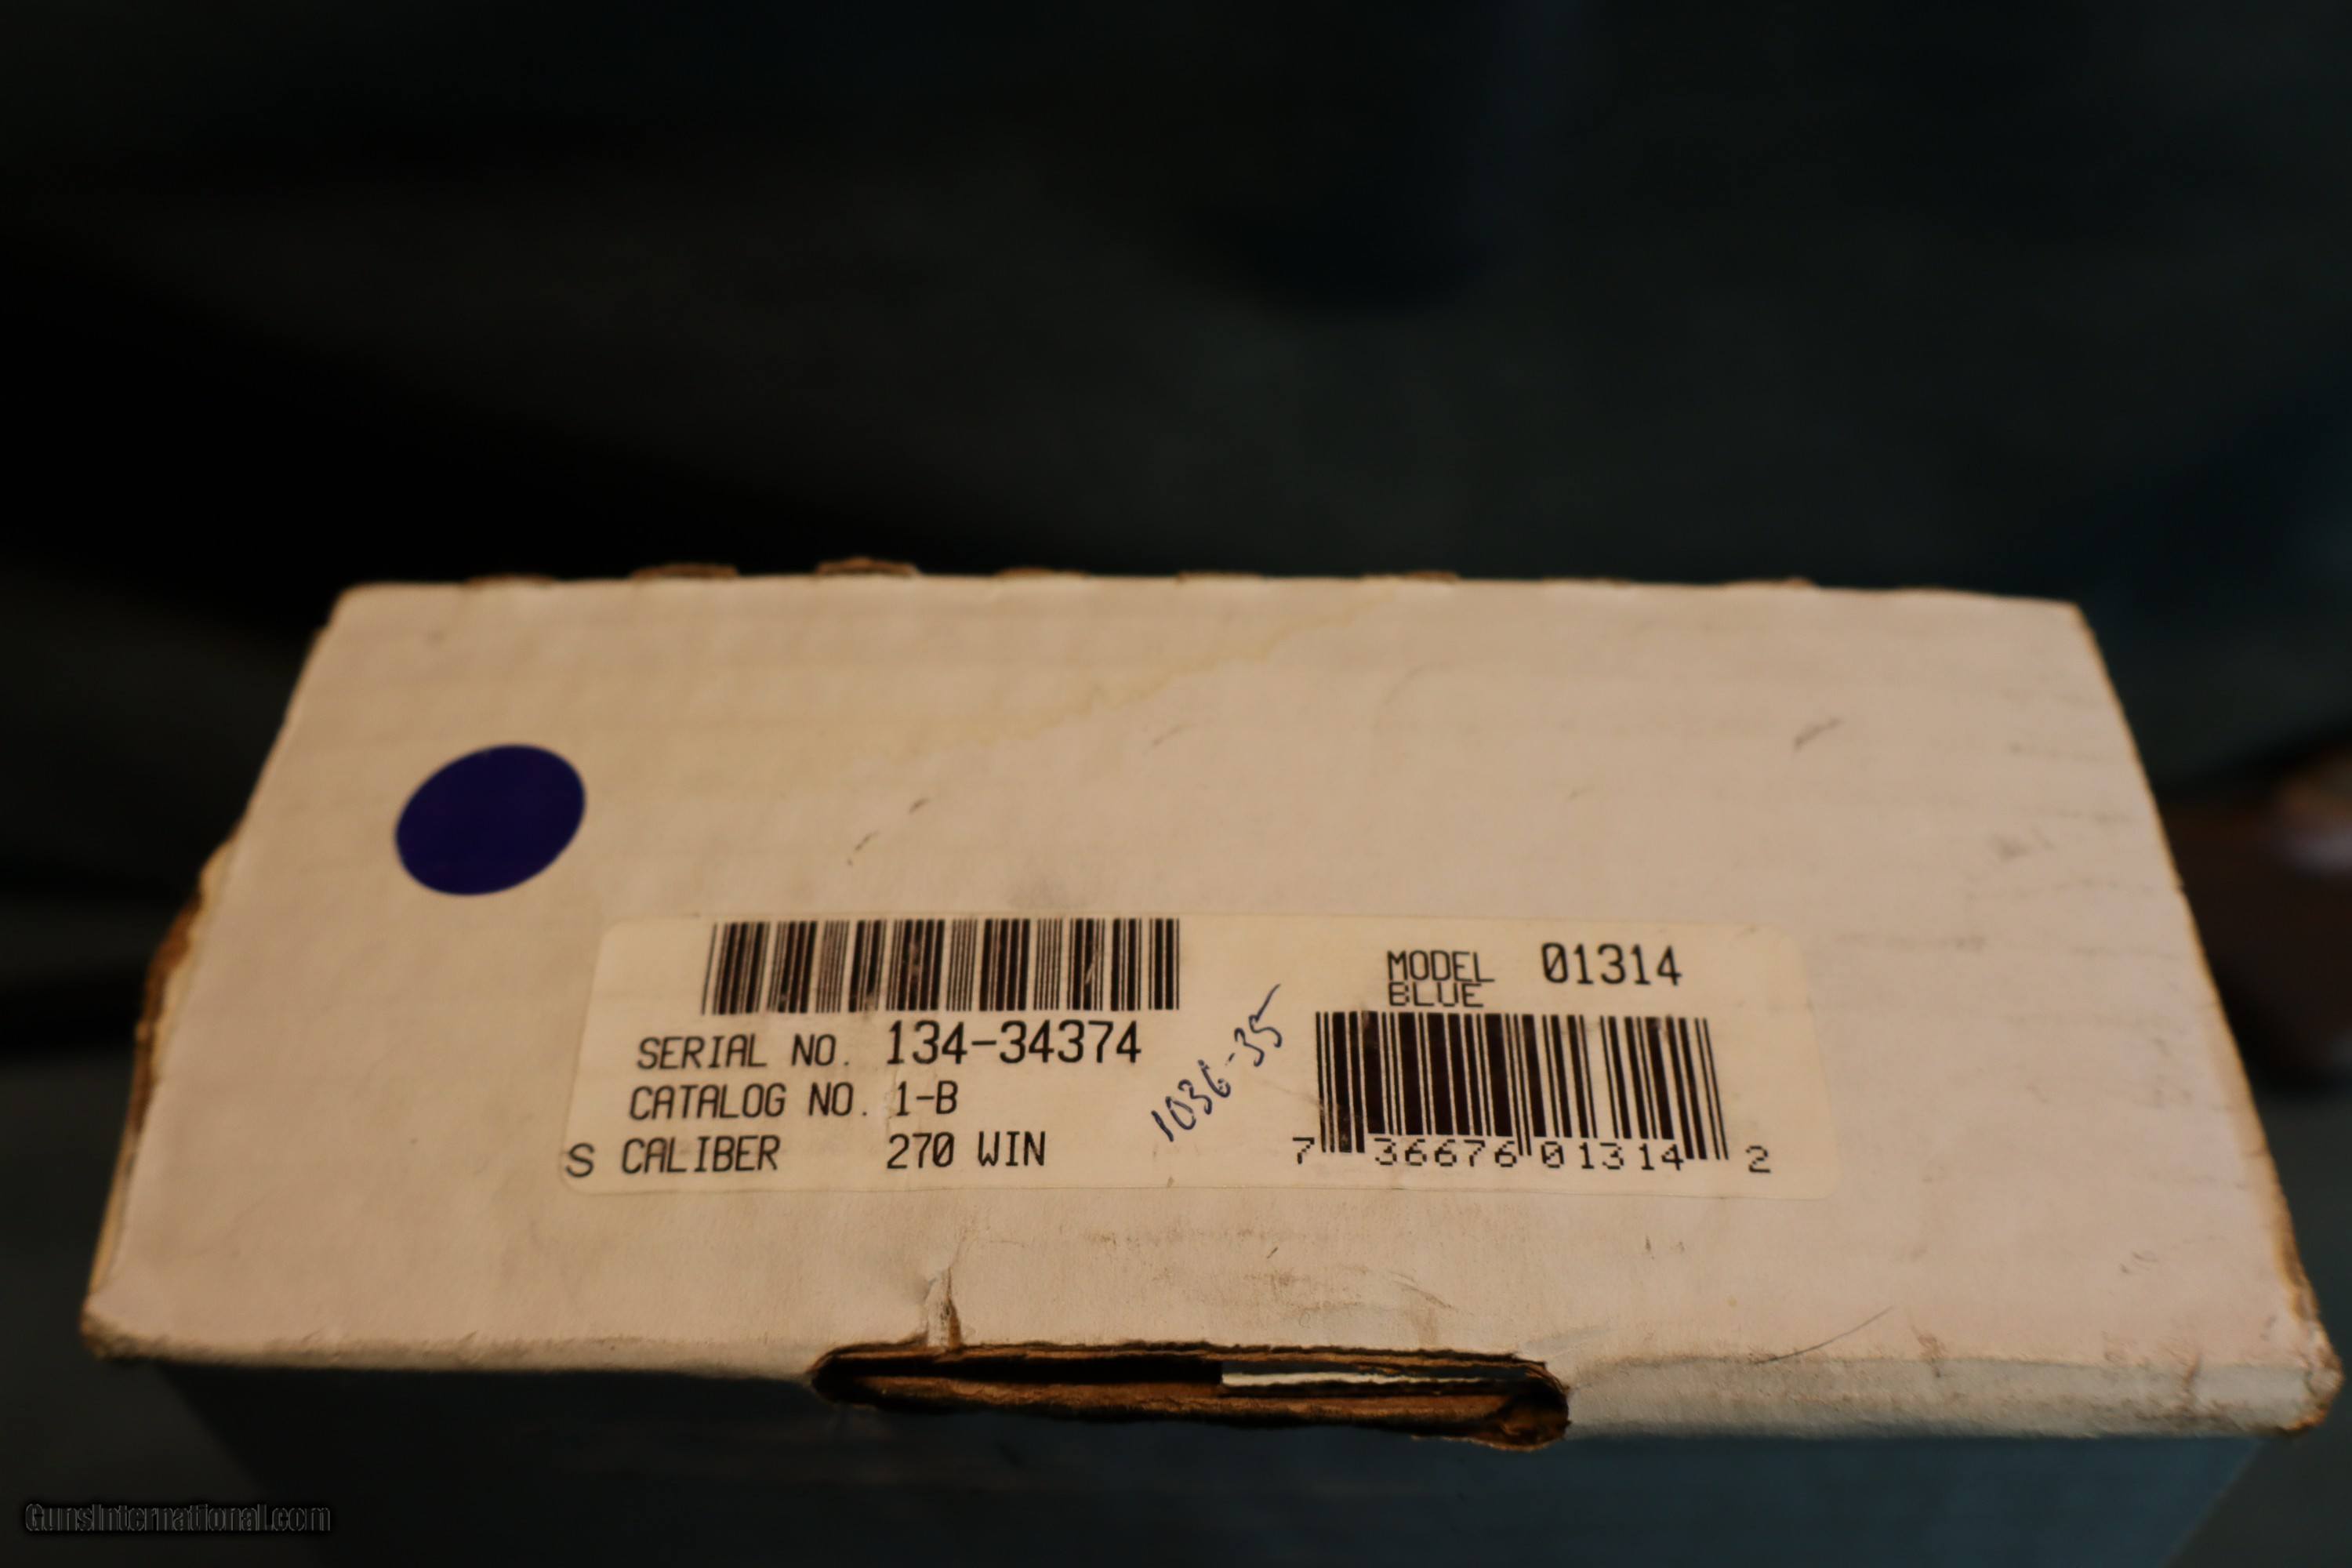 SERIAL NO. 134-34374
CATALOG NO. 1-B
S CALIBER 270 WIN
1036-35
MODEL 01314
BLUE
7 36676 01314 2
GunsInternational.com